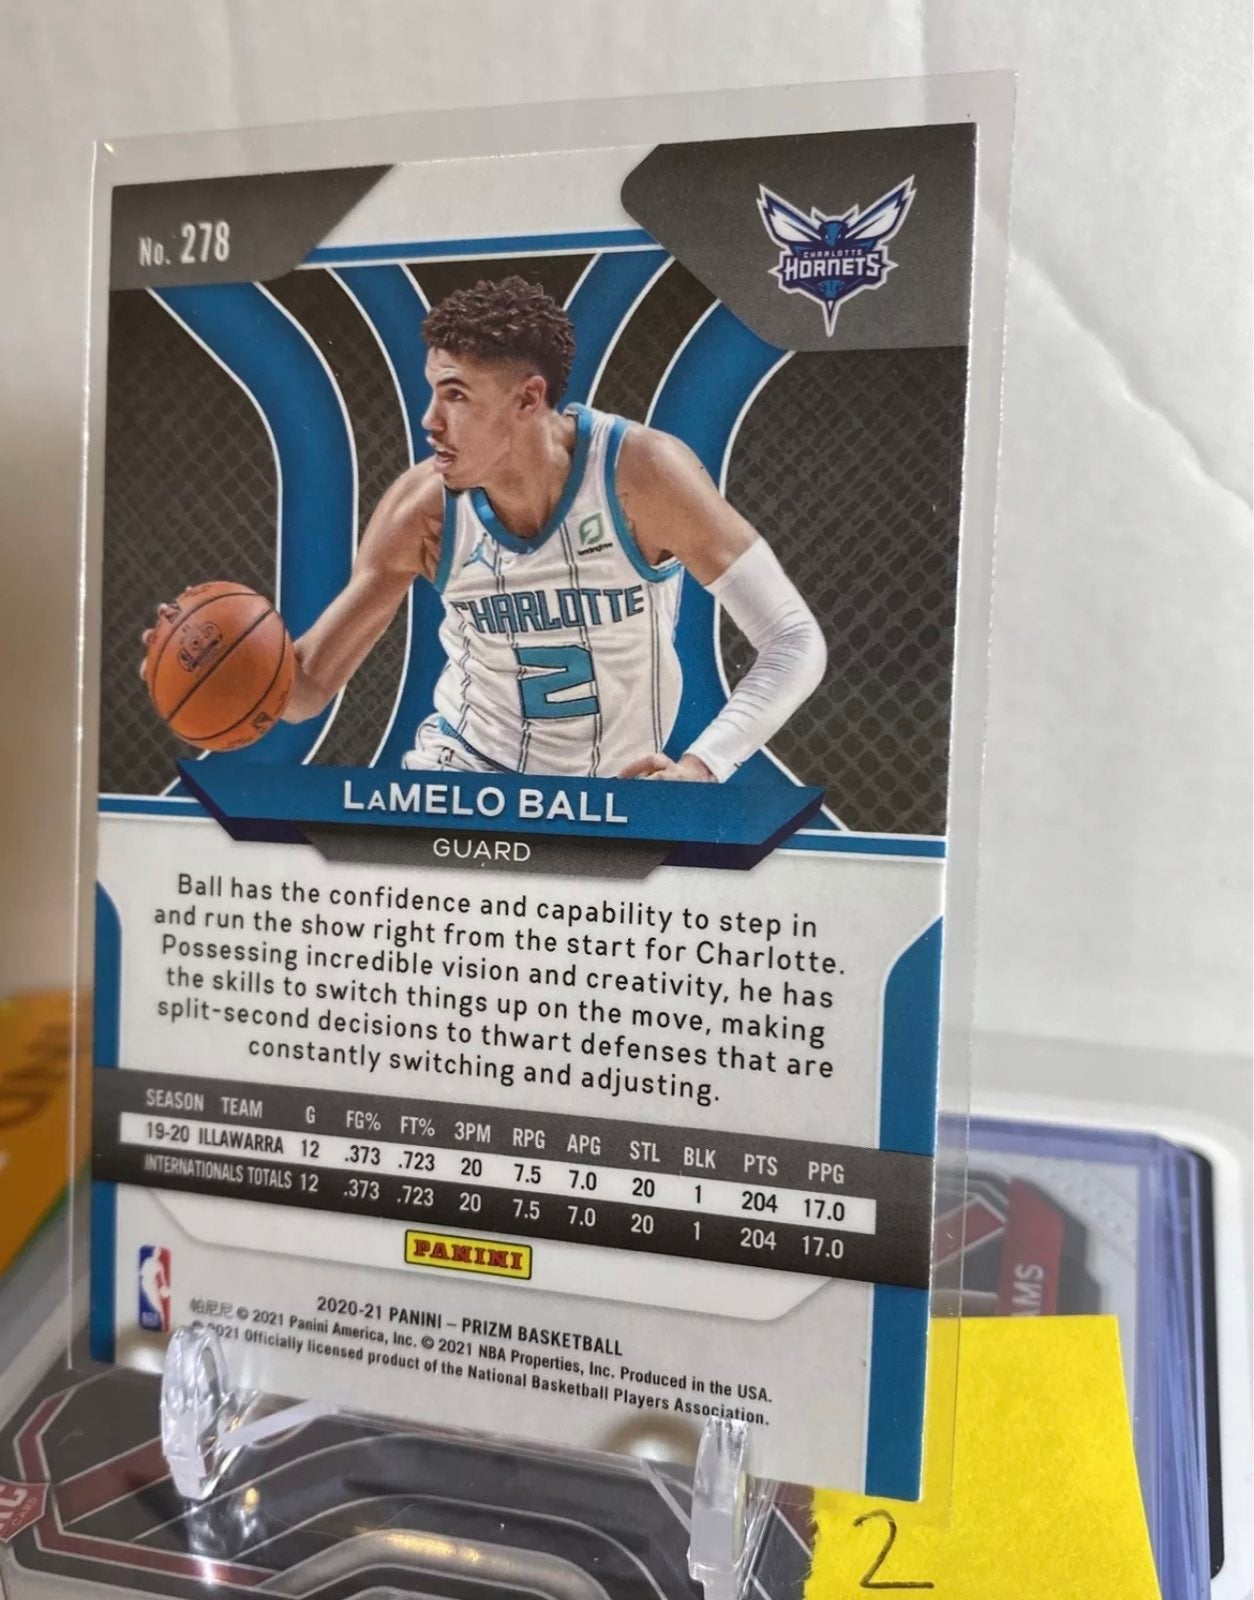 No. 278
CHARLOTTE
HORNETS
lendingtree
CHARLOTTE
2
LaMELO BALL
GUARD
Ball has the confidence and capability to step in
and run the show right from the start for Charlotte.
Possessing incredible vision and creativity, he has
the skills to switch things up on the move, making
split-second decisions to thwart defenses that are
constantly switching and adjusting.
SEASON TEAM G FG% FT% 3PM RPG APG STL BLK PTS PPG
19-20 ILLAWARRA 12 .373 .723 20 7.5 7.0 20 1 204 17.0
INTERNATIONALS TOTALS 12 .373 .723 20 7.5 7.0 20 1 204 17.0
PANINI
NBA
2020-21 PANINI – PRIZM BASKETBALL
帕尼尼 © 2021 Panini America, Inc. © 2021 NBA Properties, Inc. Produced in the USA.
© 2021 Officially licensed product of the National Basketball Players Association.
AMS
2